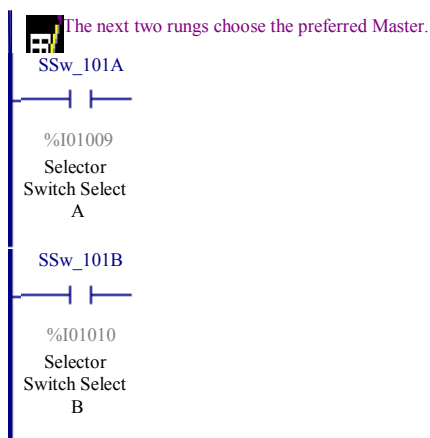 The next two rungs choose the preferred Master.
SSw_101A
%I01009
Selector
Switch Select
A
SSw_101B
%I01010
Selector
Switch Select
B